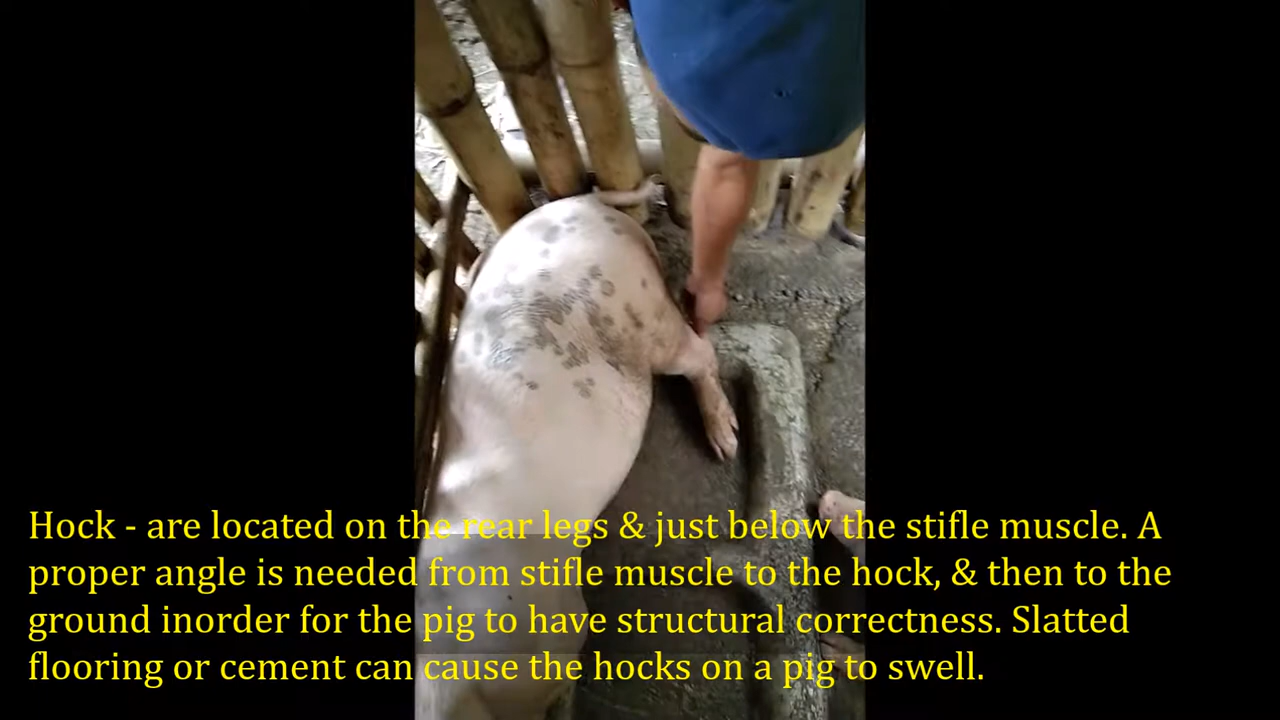 Hock - are located on the rear legs & just below the stifle muscle. A
proper angle is needed from stifle muscle to the hock, & then to the
ground inorder for the pig to have structural correctness. Slatted
flooring or cement can cause the hocks on a pig to swell.